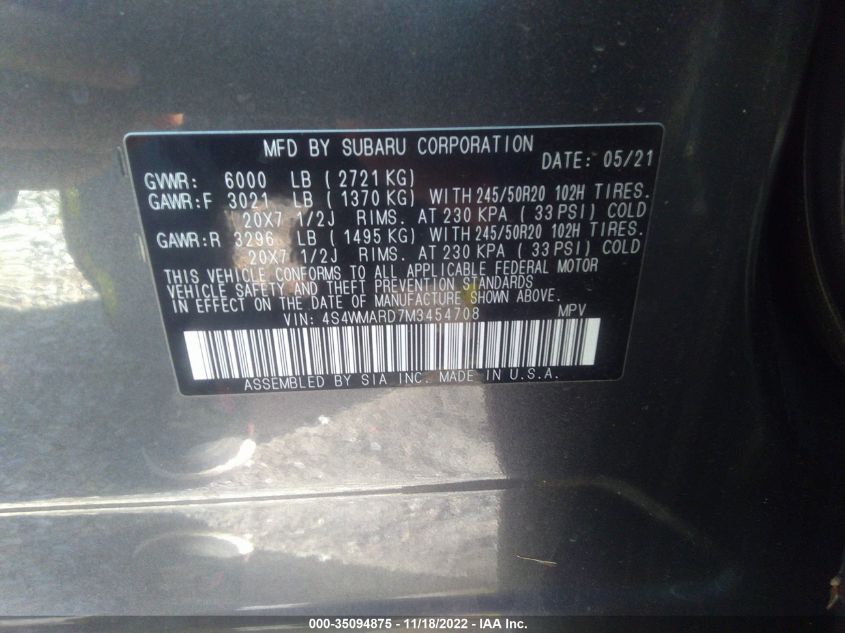 MFD BY SUBARU CORPORATION DATE: 05/21
GVWR: 6000 LB ( 2721 KG)
GAWR:F 3021 LB ( 1370 KG) WITH 245/50R20 102H TIRES.
20X7 1/2J RIMS. AT 230 KPA ( 33 PSI) COLD
GAWR:R 3296 LB ( 1495 KG) WITH 245/50R20 102H TIRES.
20X7 1/2J RIMS. AT 230 KPA ( 33 PSI) COLD
THIS VEHICLE CONFORMS TO ALL APPLICABLE FEDERAL MOTOR
VEHICLE SAFETY AND THEFT PREVENTION STANDARDS
IN EFFECT ON THE DATE OF MANUFACTURE SHOWN ABOVE.
VIN: 4S4WMARD7M3454708 MPV
ASSEMBLED BY SIA INC. MADE IN U.S.A.
000-35094875 — 11/18/2022 — IAA Inc.